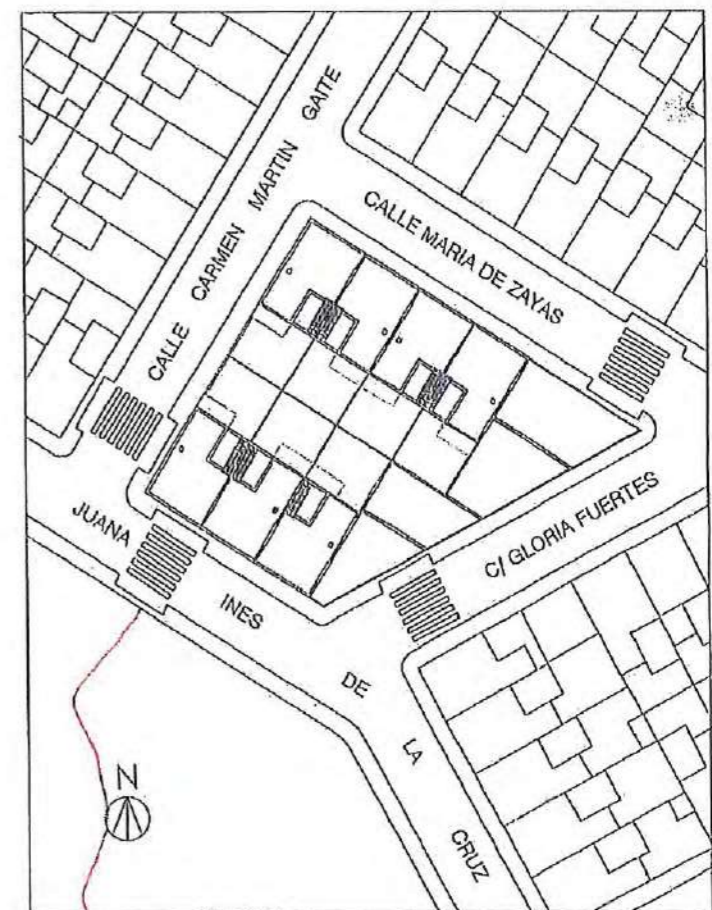 CALLE CARMEN MARTIN GAITE
CALLE MARIA DE ZAYAS
C/ GLORIA FUERTES
JUANA INES DE LA CRUZ
N